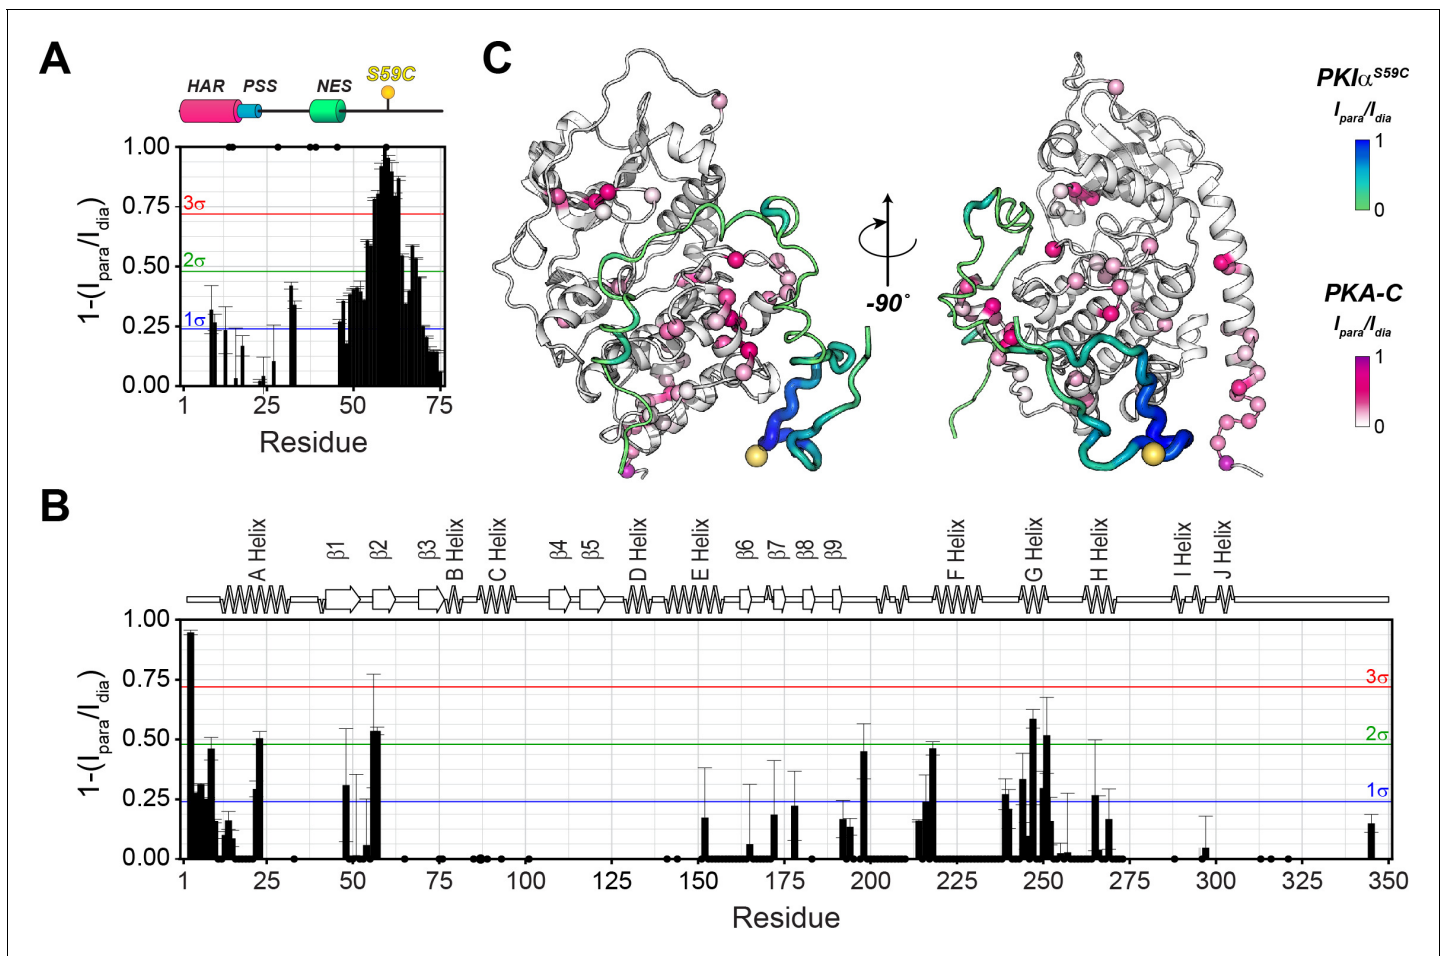 A
HAR
PSS
NES
S59C
1.00
0.75
0.50
0.25
0.00
3σ
2σ
1σ
1-(Ipara/Idia)
1 25 50 75
Residue
C
-90°
PKIαS59C
Ipara/Idia
1
0
PKA-C
Ipara/Idia
1
0
B
A Helix
β1
β2
β3
B Helix
C Helix
β4
β5
D Helix
E Helix
β6
β7
β8
β9
F Helix
G Helix
H Helix
I Helix
J Helix
1.00
0.75
0.50
0.25
0.00
3σ
2σ
1σ
1-(Ipara/Idia)
1 25 50 75 100 125 150 175 200 225 250 275 300 325 350
Residue